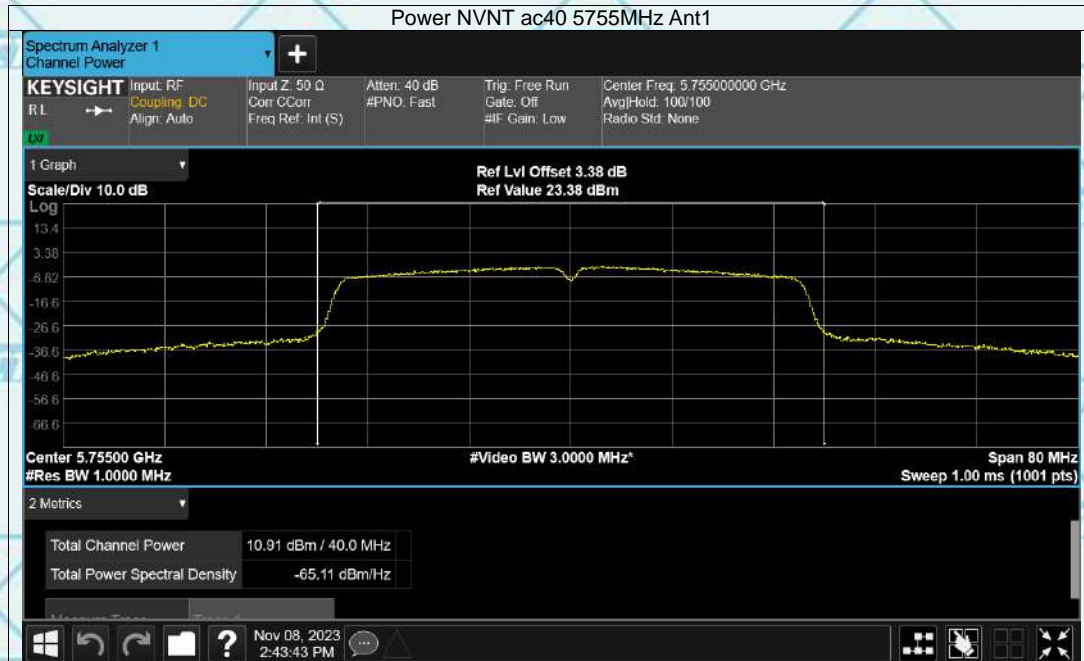 Power NVNT ac40 5755MHz Ant1
Spectrum Analyzer 1
Channel Power
+
KEYSIGHT
R L
LXI
Input: RF
Coupling: DC
Align: Auto
Input Z: 50 Ω
Corr CCorr
Freq Ref: Int (S)
Atten: 40 dB
#PNO: Fast
Trig: Free Run
Gate: Off
#IF Gain: Low
Center Freq: 5.755000000 GHz
Avg|Hold: 100/100
Radio Std: None
1 Graph
Scale/Div 10.0 dB
Ref Lvl Offset 3.38 dB
Ref Value 23.38 dBm
Log
13.4
3.38
-6.62
-16.6
-26.6
-36.6
-46.6
-56.6
-66.6
Center 5.75500 GHz
#Video BW 3.0000 MHz*
Span 80 MHz
#Res BW 1.0000 MHz
Sweep 1.00 ms (1001 pts)
2 Metrics
Total Channel Power 10.91 dBm / 40.0 MHz
Total Power Spectral Density -65.11 dBm/Hz
?
Nov 08, 2023
2:43:43 PM